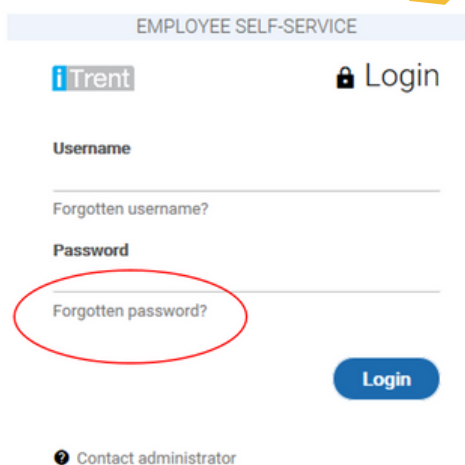 EMPLOYEE SELF-SERVICE
iTrent
Login
Username
Forgotten username?
Password
Forgotten password?
Login
Contact administrator